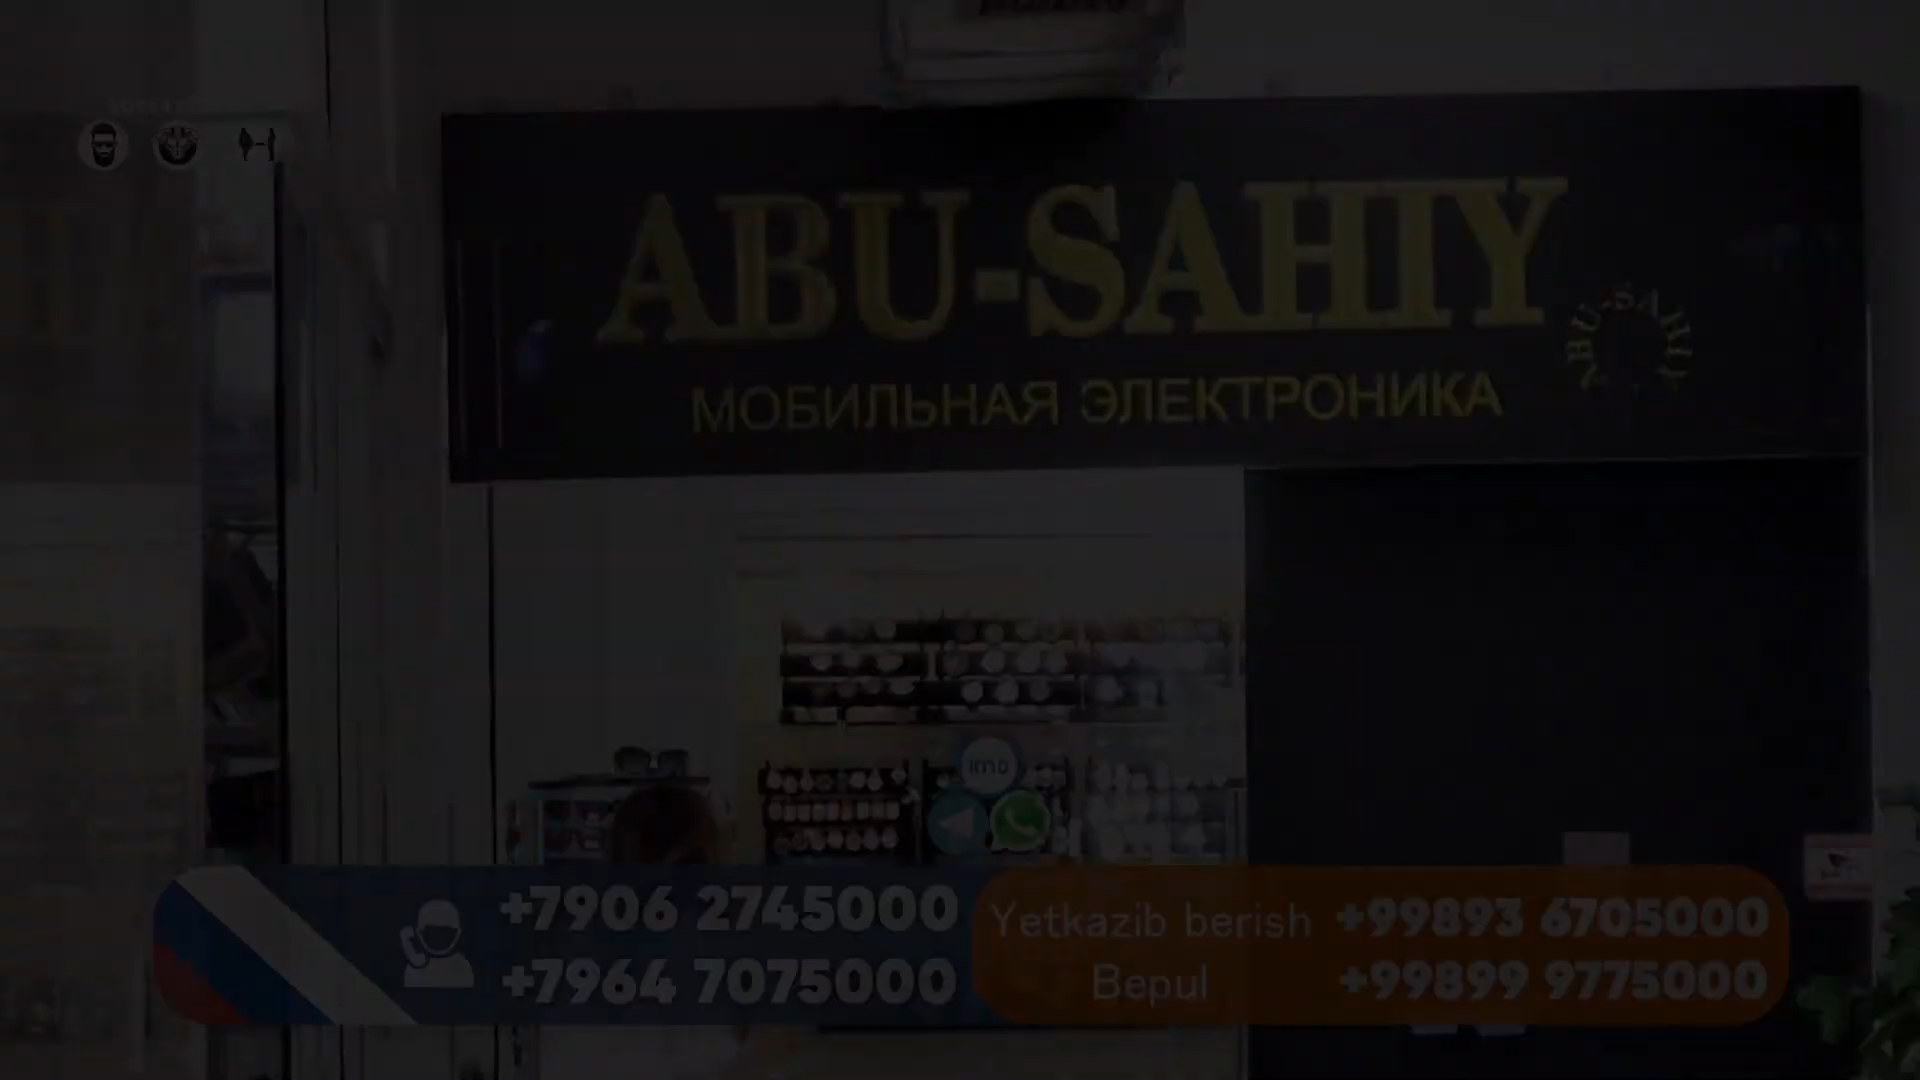 ABU-SAHIY
ABU-SAHIY
МОБИЛЬНАЯ ЭЛЕКТРОНИКА
imo
+7906 2745000
+7964 7075000
Yetkazib berish
Bepul
+99893 6705000
+99899 9775000